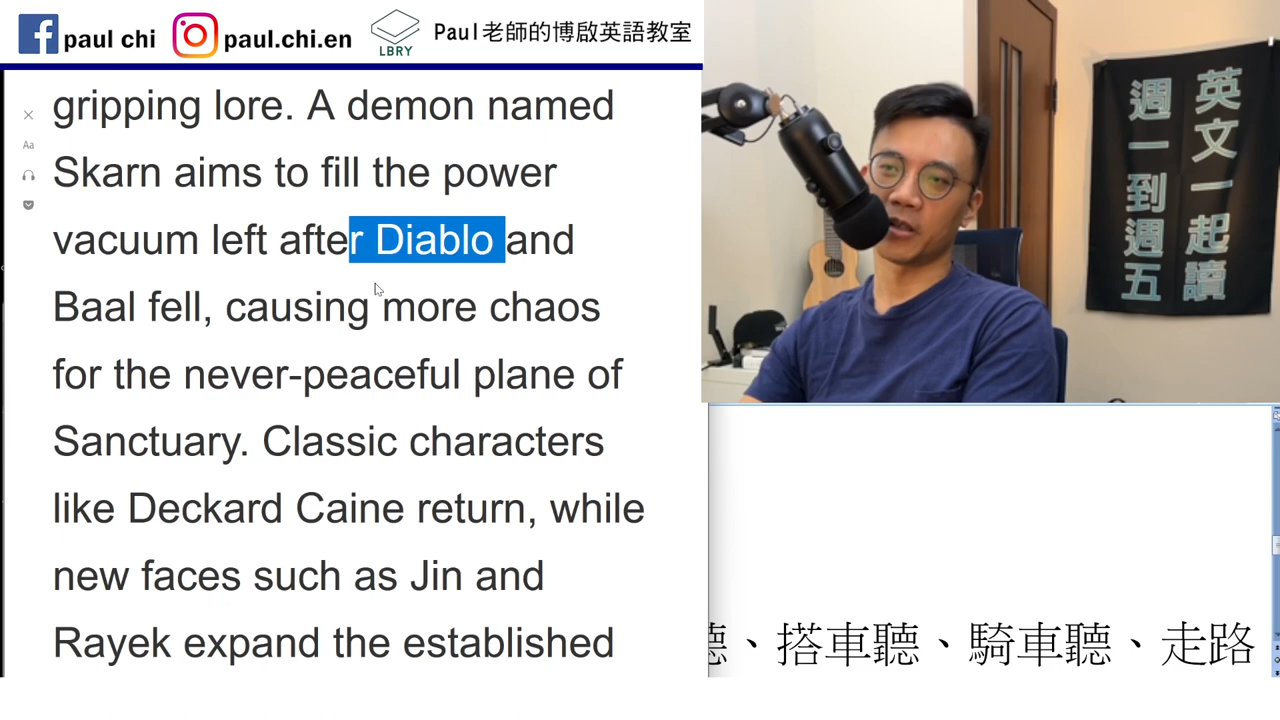 paul chi
paul.chi.en
LBRY
Paul老師的博啟英語教室
Aa
gripping lore. A demon named
Skarn aims to fill the power
vacuum left after Diablo and
Baal fell, causing more chaos
for the never-peaceful plane of
Sanctuary. Classic characters
like Deckard Caine return, while
new faces such as Jin and
Rayek expand the established
英文一起讀
週一到週五
聽、搭車聽、騎車聽、走路